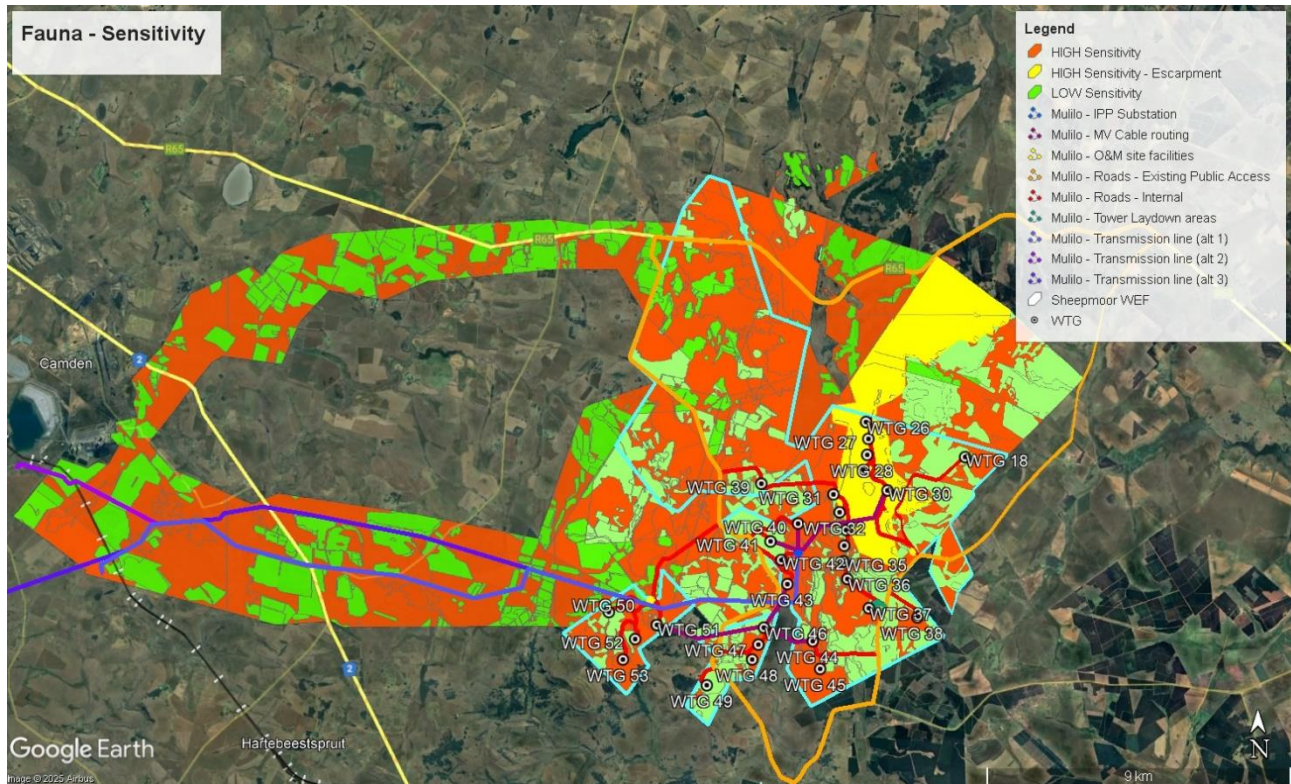 Fauna - Sensitivity
Legend
HIGH Sensitivity
HIGH Sensitivity - Escarpment
LOW Sensitivity
Mulilo - IPP Substation
Mulilo - MV Cable routing
Mulilo - O&M site facilities
Mulilo - Roads - Existing Public Access
Mulilo - Roads - Internal
Mulilo - Tower Laydown areas
Mulilo - Transmission line (alt 1)
Mulilo - Transmission line (alt 2)
Mulilo - Transmission line (alt 3)
Sheepmoor WEF
WTG
R65
R65
R65
Camden
2
2
WTG 26
WTG 27
WTG 28
WTG 18
WTG 39
WTG 31
WTG 30
WTG 40
WTG 32
WTG 41
WTG 42
WTG 35
WTG 43
WTG 36
WTG 50
WTG 37
WTG 38
WTG 51
WTG 46
WTG 52
WTG 47
WTG 44
WTG 53
WTG 48
WTG 45
WTG 49
Haftebeestspruit
Google Earth
Image © 2025 Airbus
N
9 km